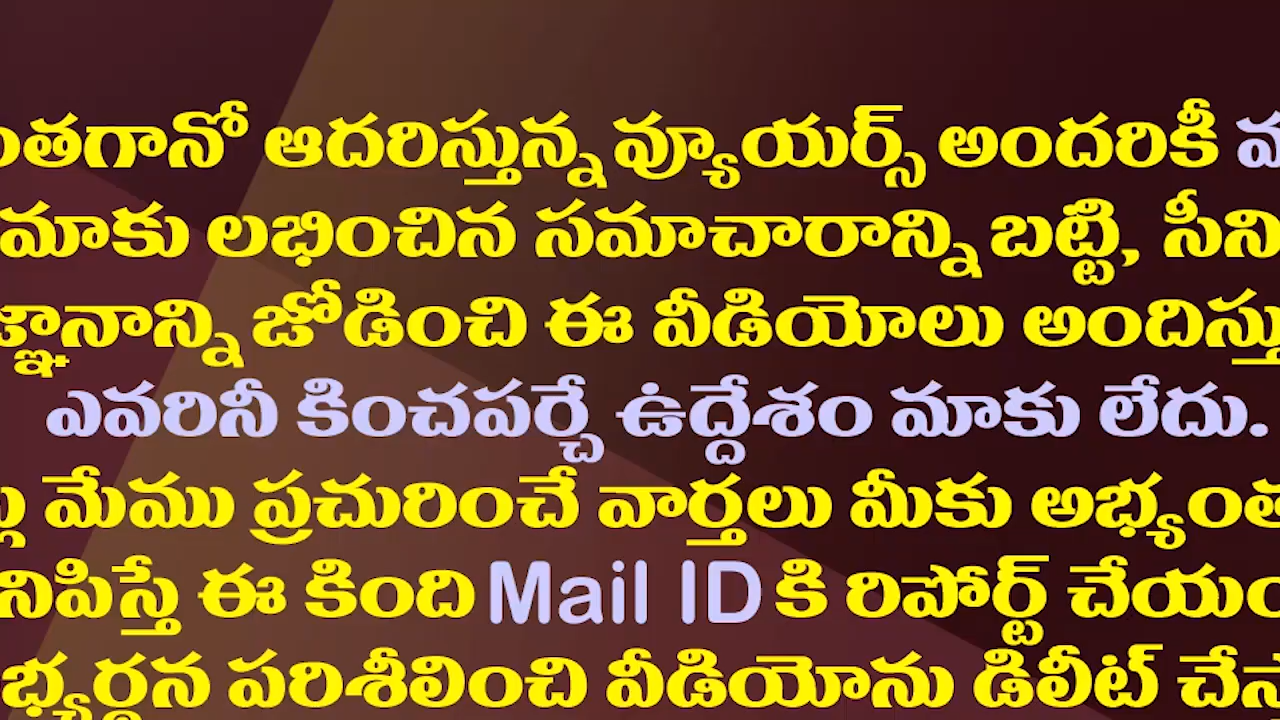 ఆదరిస్తున్న వ్యూయర్స్ అందరికీ
మాకు లభించిన సమాచారాన్ని బట్టి,
జోడించి ఈ వీడియోలు
ఎవరినీ కించపర్చే ఉద్దేశం మాకు లేదు.
మేము ప్రచురించే వార్తలు మీకు
ఈ కింది Mail ID కి రిపోర్ట్
పరిశీలించి వీడియోను డిలీట్